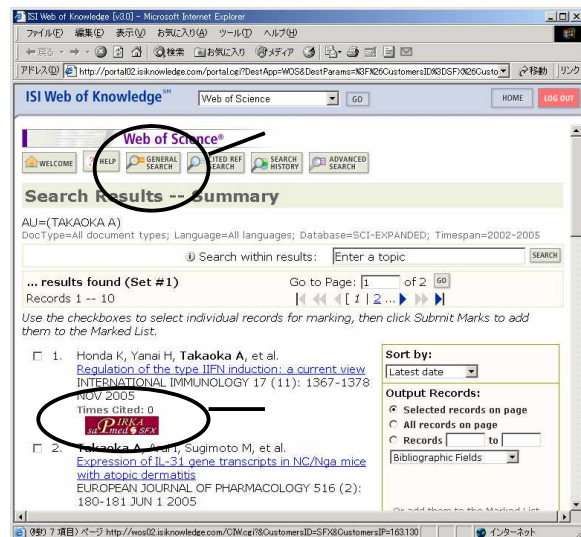 ISI Web of Knowledge [v3.0] - Microsoft Internet Explorer
ファイル(F) 編集(E) 表示(V) お気に入り(A) ツール(T) ヘルプ(H)
戻る 検索 お気に入り メディア
アドレス(D) http://portal02.isiknowledge.com/portal.cgi?DestApp=WOS&DestParams=%3F%26CustomersID%3DSFX%26Custo 移動 リンク
ISI Web of Knowledge SM Web of Science GO HOME LOG OUT
Web of Science®
WELCOME ? HELP GENERAL SEARCH CITED REF SEARCH SEARCH HISTORY ADVANCED SEARCH
Search Results -- Summary
AU=(TAKAOKA A)
DocType=All document types; Language=All languages; Database=SCI-EXPANDED; Timespan=2002-2005
Search within results: Enter a topic SEARCH
... results found (Set #1) Go to Page: 1 of 2 GO
Records 1 -- 10 [ 1 | 2 ...
Use the checkboxes to select individual records for marking, then click Submit Marks to add
them to the Marked List.
1. Honda K, Yanai H, Takaoka A, et al.
Regulation of the type IIFN induction: a current view
INTERNATIONAL IMMUNOLOGY 17 (11): 1367-1378
NOV 2005
Times Cited: 0
PIRKA
saPmed SFX
2. Takaoka A, Arai I, Sugimoto M, et al.
Expression of IL-31 gene transcripts in NC/Nga mice
with atopic dermatitis
EUROPEAN JOURNAL OF PHARMACOLOGY 516 (2):
180-181 JUN 1 2005
Sort by:
Latest date
Output Records:
Selected records on page
All records on page
Records to
Bibliographic Fields
Or add them to the Marked List
(残り 7 項目) ページ http://wos02.isiknowledge.com/CIW.cgi?&CustomersID=SFX&CustomersIP=163.130 インターネット